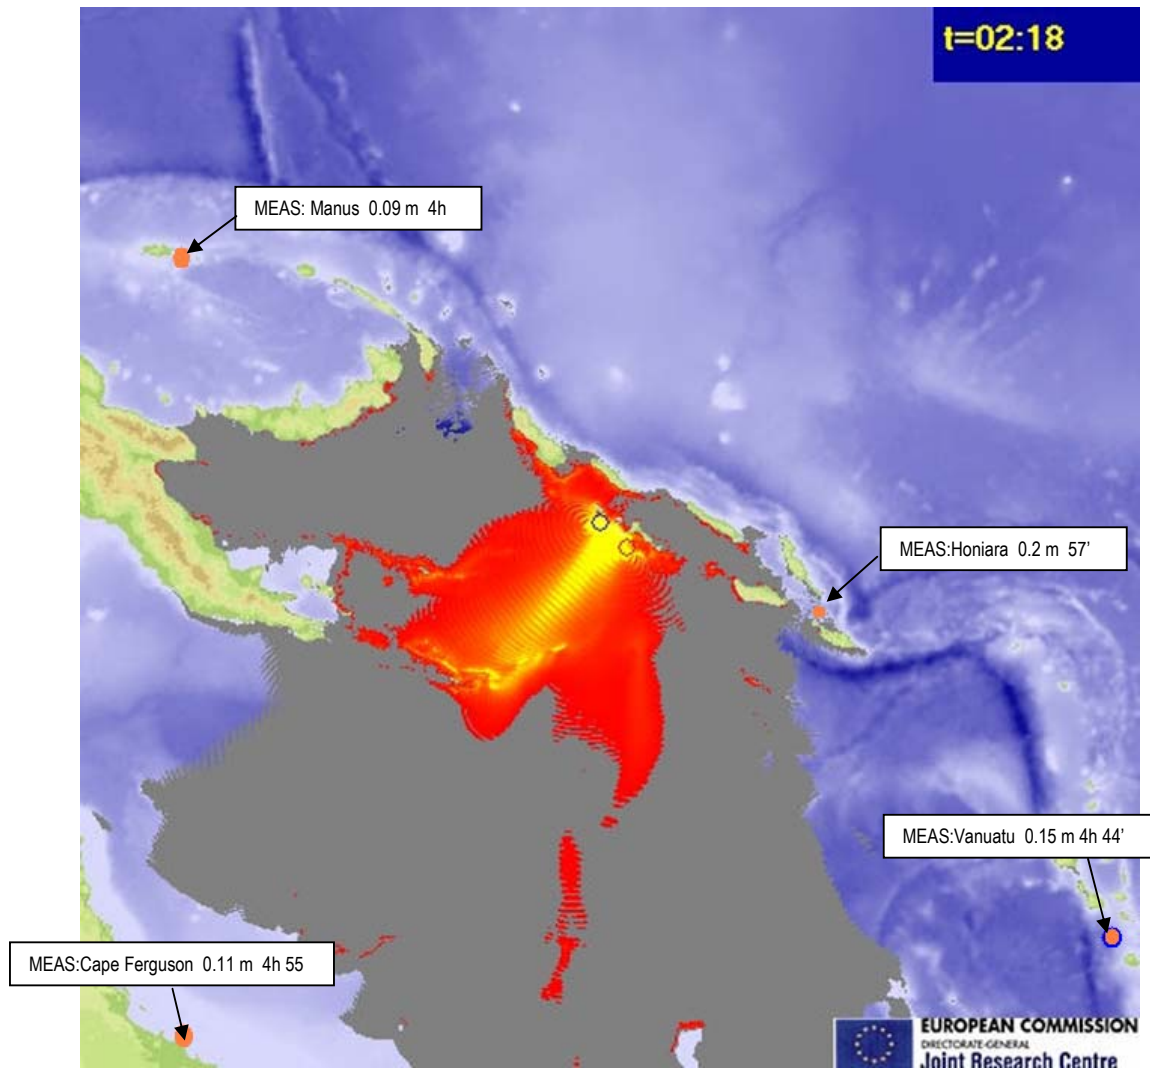 t=02:18
MEAS: Manus 0.09 m 4h
MEAS:Honiara 0.2 m 57’
MEAS:Vanuatu 0.15 m 4h 44’
MEAS:Cape Ferguson 0.11 m 4h 55
EUROPEAN COMMISSION
DIRECTORATE-GENERAL
Joint Research Centre